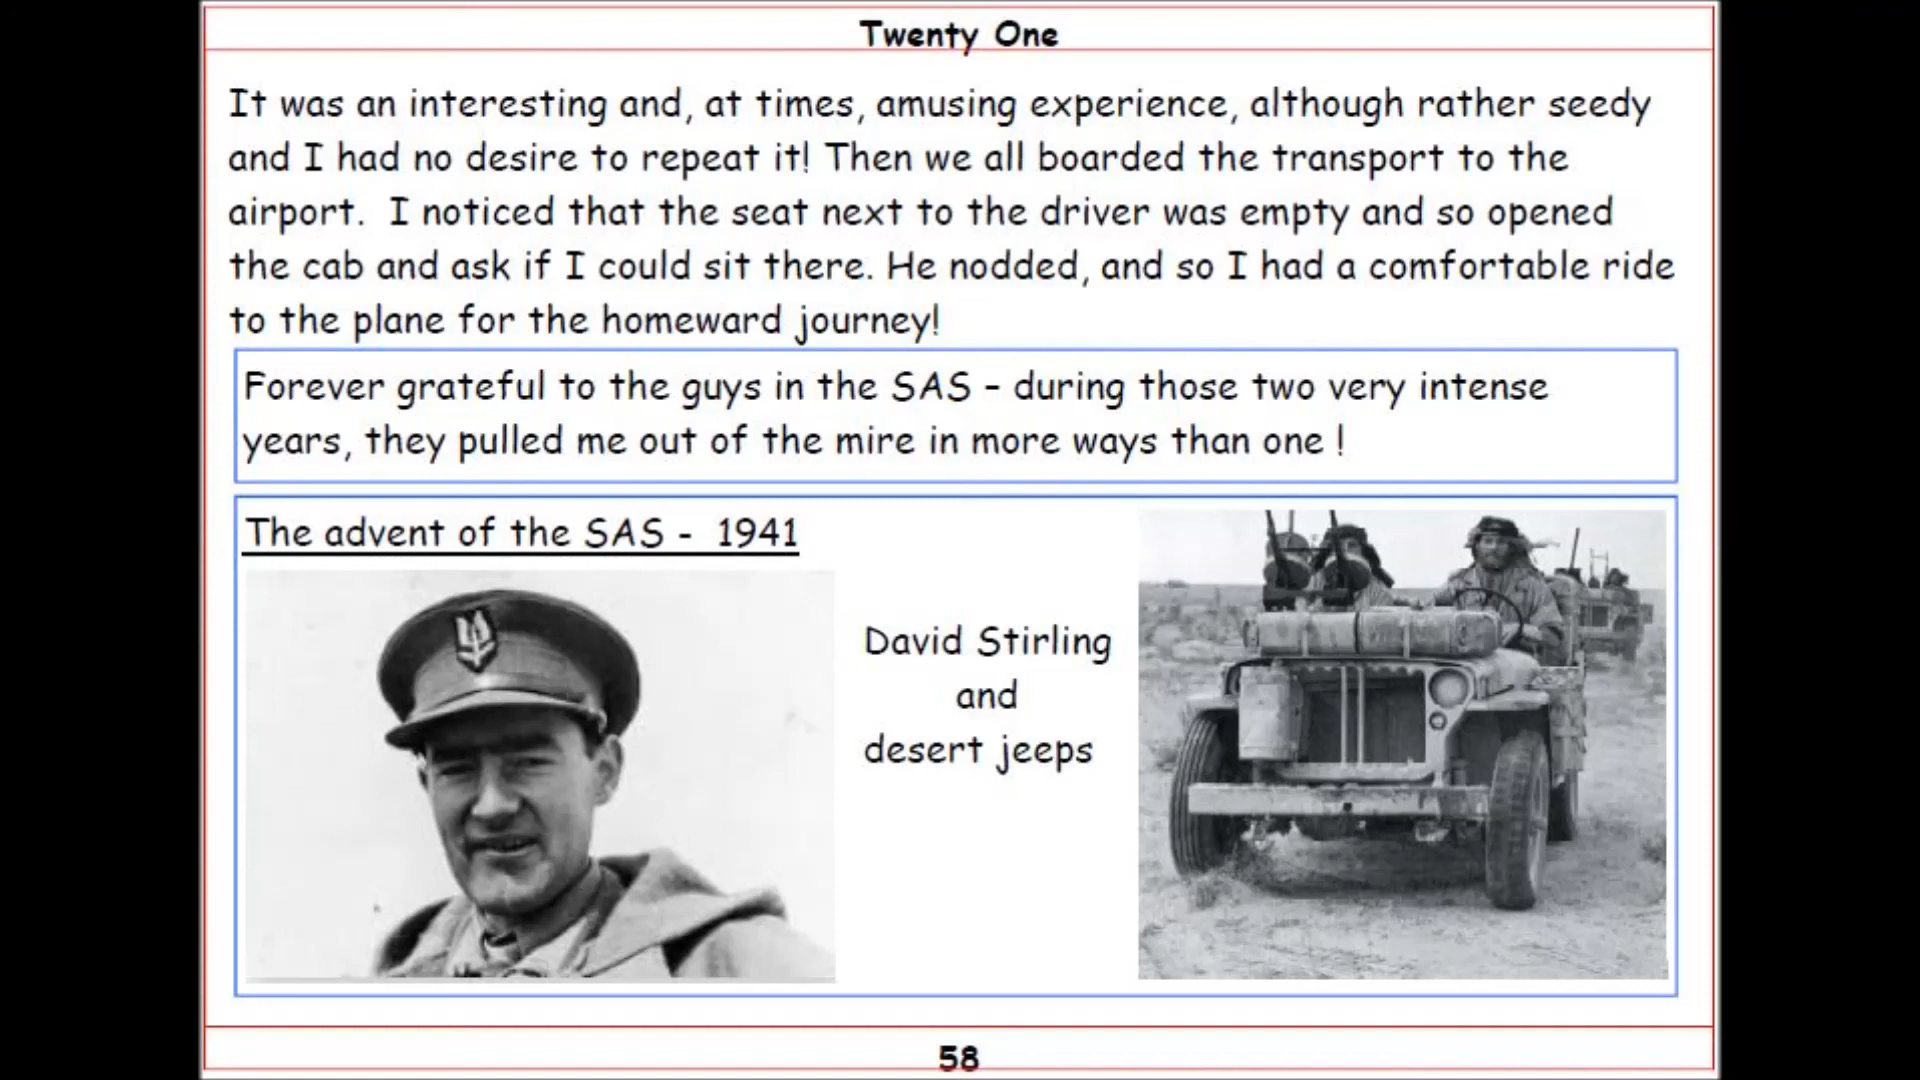 Twenty One
It was an interesting and, at times, amusing experience, although rather seedy
and I had no desire to repeat it! Then we all boarded the transport to the
airport.  I noticed that the seat next to the driver was empty and so opened
the cab and ask if I could sit there. He nodded, and so I had a comfortable ride
to the plane for the homeward journey!
Forever grateful to the guys in the SAS – during those two very intense
years, they pulled me out of the mire in more ways than one !
The advent of the SAS -  1941
David Stirling
and
desert jeeps
58